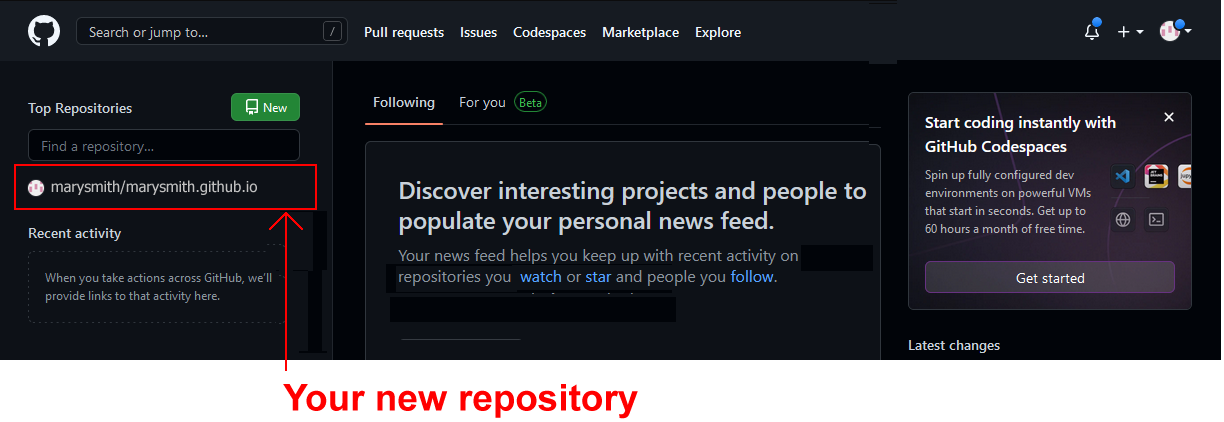 Search or jump to...
/
Pull requests
Issues
Codespaces
Marketplace
Explore
Top Repositories
New
Find a repository...
marysmith/marysmith.github.io
Recent activity
When you take actions across GitHub, we'll
provide links to that activity here.
Following
For you
Beta
Discover interesting projects and people to
populate your personal news feed.
Your news feed helps you keep up with recent activity on
repositories you watch or star and people you follow.
Start coding instantly with
GitHub Codespaces
Spin up fully configured dev
environments on powerful VMs
that start in seconds. Get up to
60 hours a month of free time.
Get started
Latest changes
Your new repository